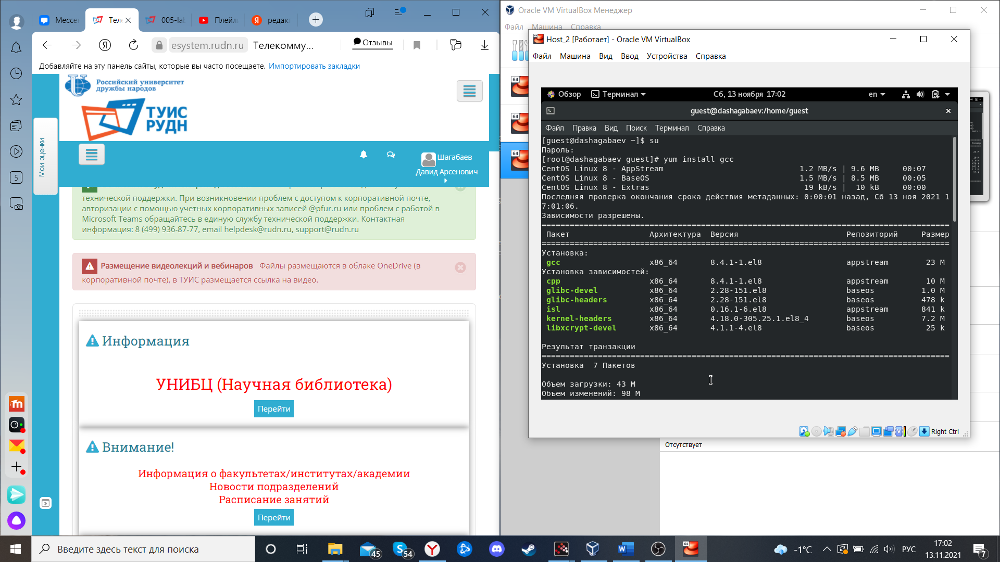 Мессе
Тел
005-lab
Плейл
редакт
esystem.rudn.ru
Телекомму...
Отзывы
Добавляйте на эту панель сайты, которые вы часто посещаете. Импортировать закладки
Российский университет
дружбы народов
ТУИС
РУДН
Мои оценки
5
Шагабаев
Давид Арсенович
технической поддержки. При возникновении проблем с доступом к корпоративной почте,
авторизации с помощью учетных корпоративных записей @pfur.ru или проблем с работой в
Microsoft Teams обращайтесь в единую службу технической поддержки. Контактная
информация: 8 (499) 936-87-77, email helpdesk@rudn.ru, support@rudn.ru
Размещение видеолекций и вебинаров Файлы размещаются в облаке OneDrive (в
корпоративной почте), в ТУИС размещается ссылка на видео.
Информация
УНИБЦ (Научная библиотека)
Перейти
Внимание!
Информация о факультетах/институтах/академии
Новости подразделений
Расписание занятий
Перейти
Oracle VM VirtualBox Менеджер
Файл Машина Справка
64
64
64
Host_2 [Работает] - Oracle VM VirtualBox
Файл Машина Вид Ввод Устройства Справка
Обзор Терминал Сб, 13 ноября 17:02 en
guest@dashagabaev:/home/guest
Файл Правка Вид Поиск Терминал Справка
[guest@dashagabaev ~]$ su
Пароль:
[root@dashagabaev guest]# yum install gcc
CentOS Linux 8 - AppStream 1.2 MB/s | 9.6 MB 00:07
CentOS Linux 8 - BaseOS 1.5 MB/s | 8.5 MB 00:05
CentOS Linux 8 - Extras 19 kB/s | 10 kB 00:00
Последняя проверка окончания срока действия метаданных: 0:00:01 назад, Сб 13 ноя 2021 1
7:01:06.
Зависимости разрешены.
================================================================================
Пакет Архитектура Версия Репозиторий Размер
================================================================================
Установка:
gcc x86_64 8.4.1-1.el8 appstream 23 M
Установка зависимостей:
cpp x86_64 8.4.1-1.el8 appstream 10 M
glibc-devel x86_64 2.28-151.el8 baseos 1.0 M
glibc-headers x86_64 2.28-151.el8 baseos 478 k
isl x86_64 0.16.1-6.el8 appstream 841 k
kernel-headers x86_64 4.18.0-305.25.1.el8_4 baseos 7.2 M
libxcrypt-devel x86_64 4.1.1-4.el8 baseos 25 k
Результат транзакции
================================================================================
Установка 7 Пакетов
Объем загрузки: 43 M
Объем изменений: 98 M
Right Ctrl
Отсутствует
Введите здесь текст для поиска
45
54
64
-1°C
РУС
17:02
13.11.2021
7